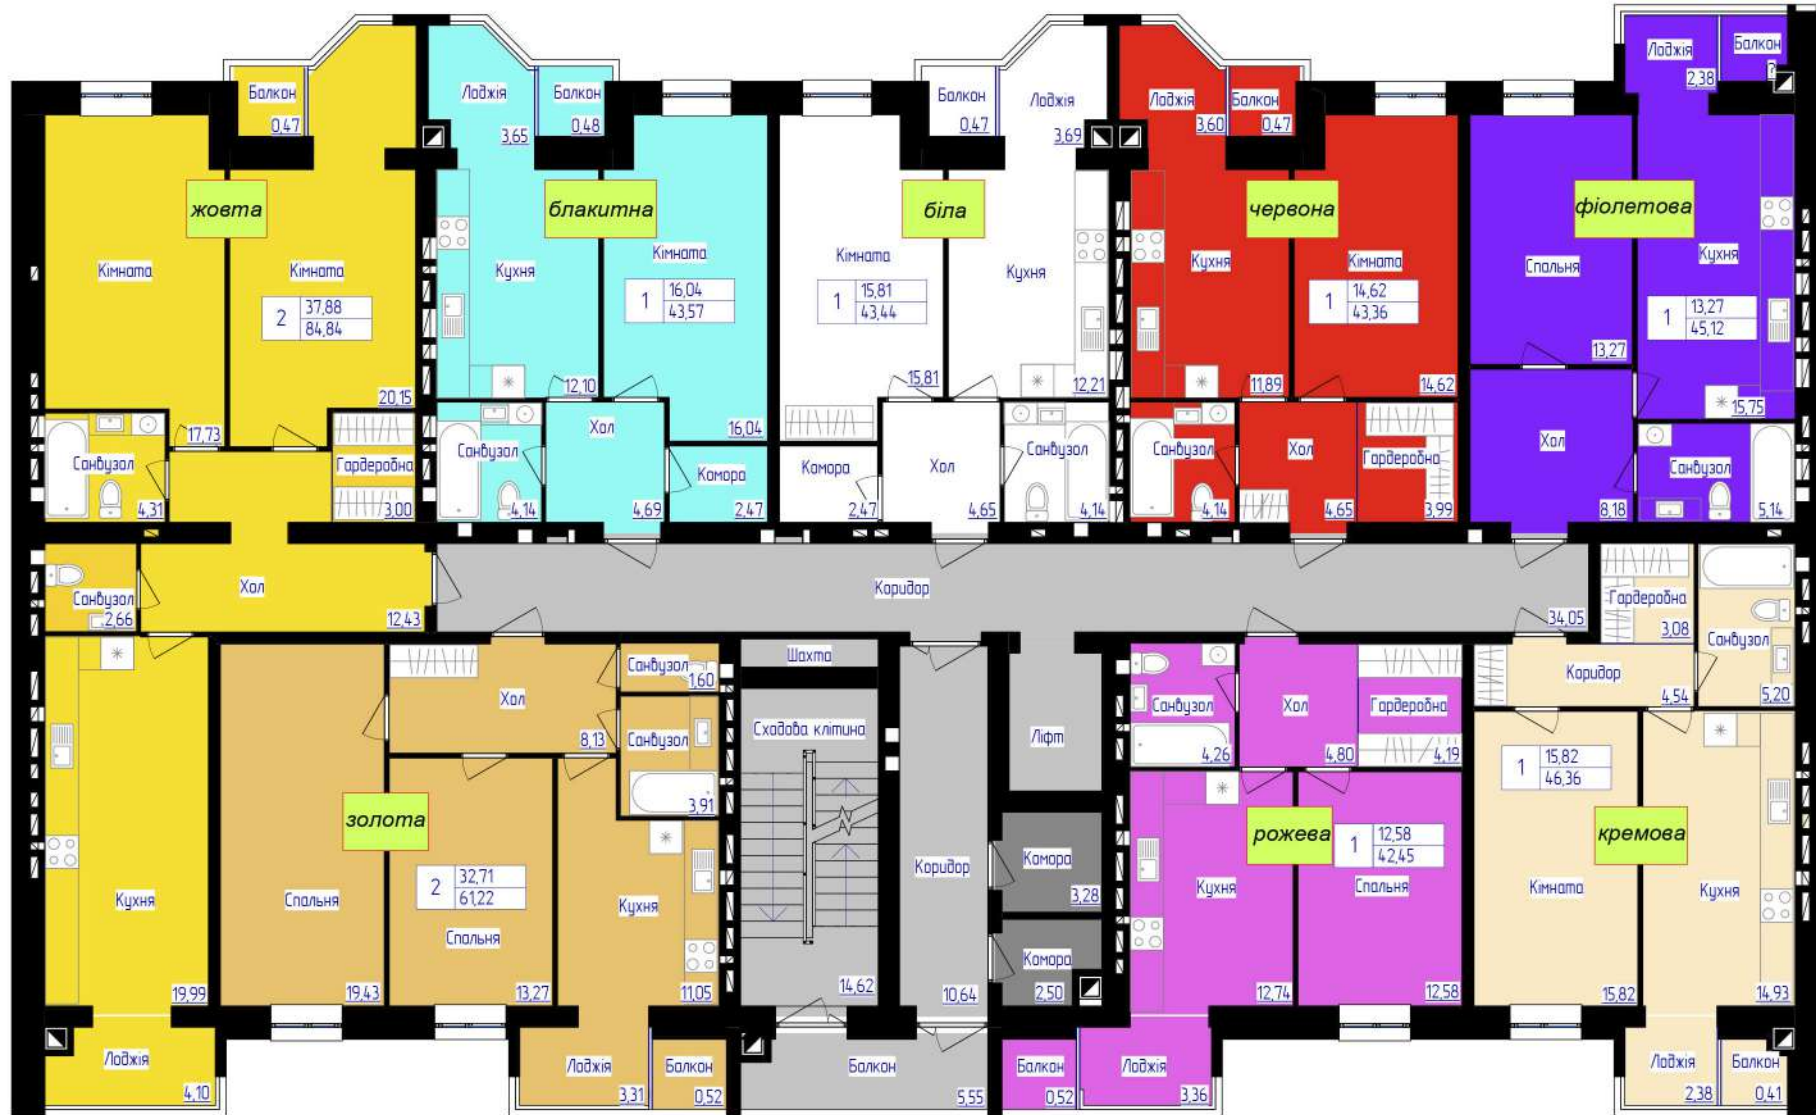 Балкон
0,47
жовта
Кімната
17,73
Кімната
2
37,88
84,84
20,15
Санвузол
4,31
Гардеробна
3,00
Санвузол
2,66
Хол
12,43
Кухня
19,99
Лоджія
4,10
Лоджія
3,65
Балкон
0,48
блакитна
Кухня
12,10
Кімната
1
16,04
43,57
16,04
Санвузол
4,14
Хол
4,69
Комора
2,47
Балкон
0,47
Лоджія
3,69
біла
Кімната
1
15,81
43,44
15,81
Кухня
12,21
Комора
2,47
Хол
4,65
Санвузол
4,14
Лоджія
3,60
Балкон
0,47
червона
Кухня
11,89
Кімната
1
14,62
43,36
14,62
Санвузол
4,14
Хол
4,65
Гардеробна
3,99
Лоджія
2,38
Балкон
?
фіолетова
Спальня
13,27
Кухня
1
13,27
45,12
15,75
Хол
8,18
Санвузол
5,14
Коридор
34,05
золота
Спальня
19,43
Хол
8,13
Санвузол
1,60
Санвузол
3,91
2
32,71
61,22
Спальня
13,27
Кухня
11,05
Лоджія
3,31
Балкон
0,52
Шахта
Сходова клітина
14,62
Коридор
10,64
Балкон
5,55
Ліфт
Комора
3,28
Комора
2,50
Санвузол
4,26
Хол
4,80
Гардеробна
4,19
рожева
Кухня
12,74
1
12,58
42,45
Спальня
12,58
Балкон
0,52
Лоджія
3,36
Гардеробна
3,08
Санвузол
5,20
Коридор
4,54
1
15,82
46,36
кремова
Кімната
15,82
Кухня
14,93
Лоджія
2,38
Балкон
0,41